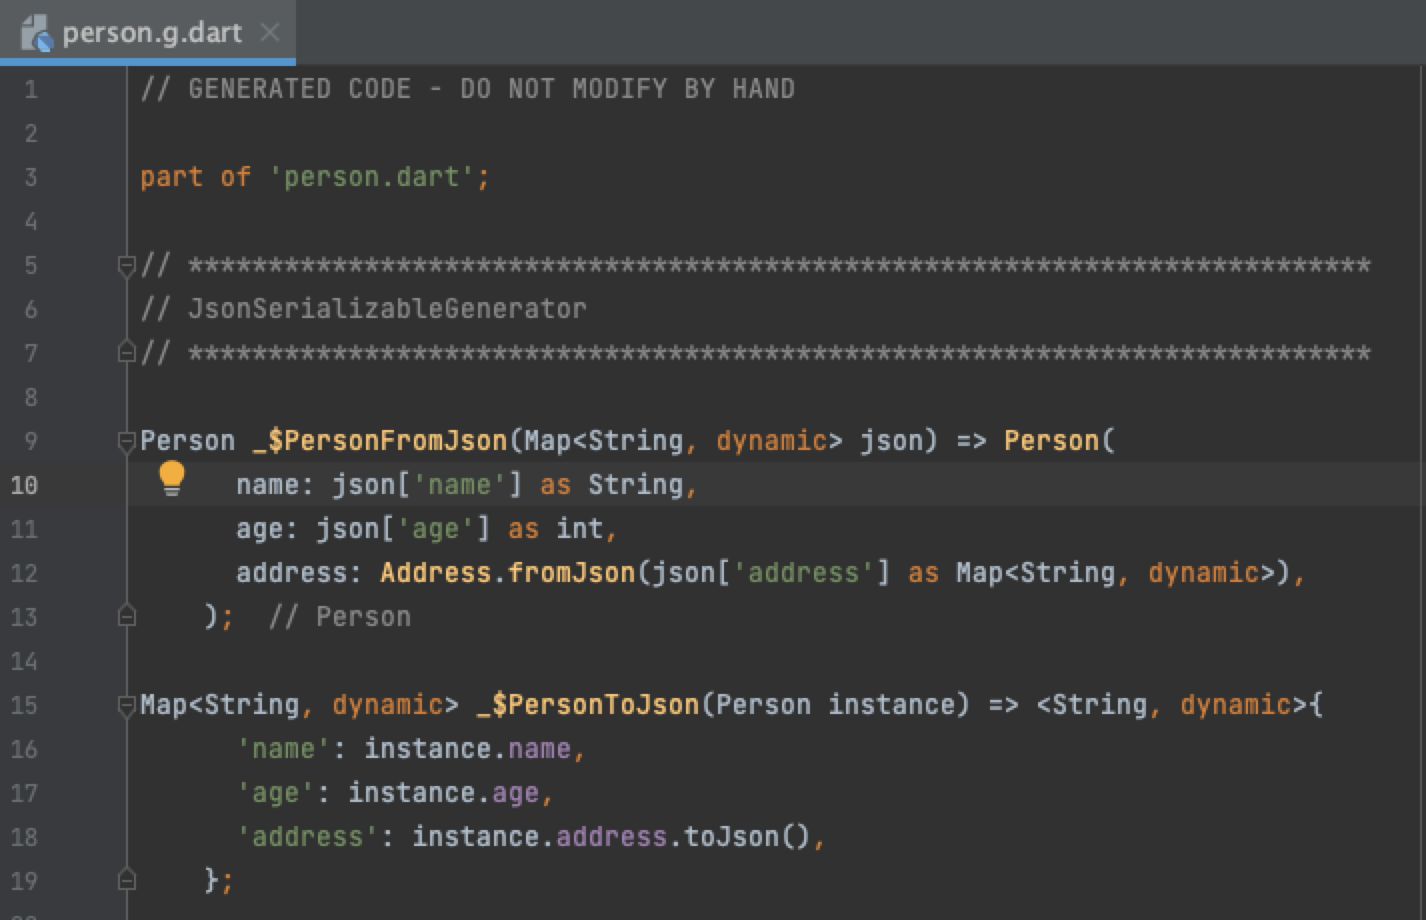 person.g.dart
1 // GENERATED CODE - DO NOT MODIFY BY HAND
2
3 part of 'person.dart';
4
5 // **************************************************************************
6 // JsonSerializableGenerator
7 // **************************************************************************
8
9 Person _$PersonFromJson(Map<String, dynamic> json) => Person(
10       name: json['name'] as String,
11       age: json['age'] as int,
12       address: Address.fromJson(json['address'] as Map<String, dynamic>),
13     );  // Person
14
15 Map<String, dynamic> _$PersonToJson(Person instance) => <String, dynamic>{
16       'name': instance.name,
17       'age': instance.age,
18       'address': instance.address.toJson(),
19     };